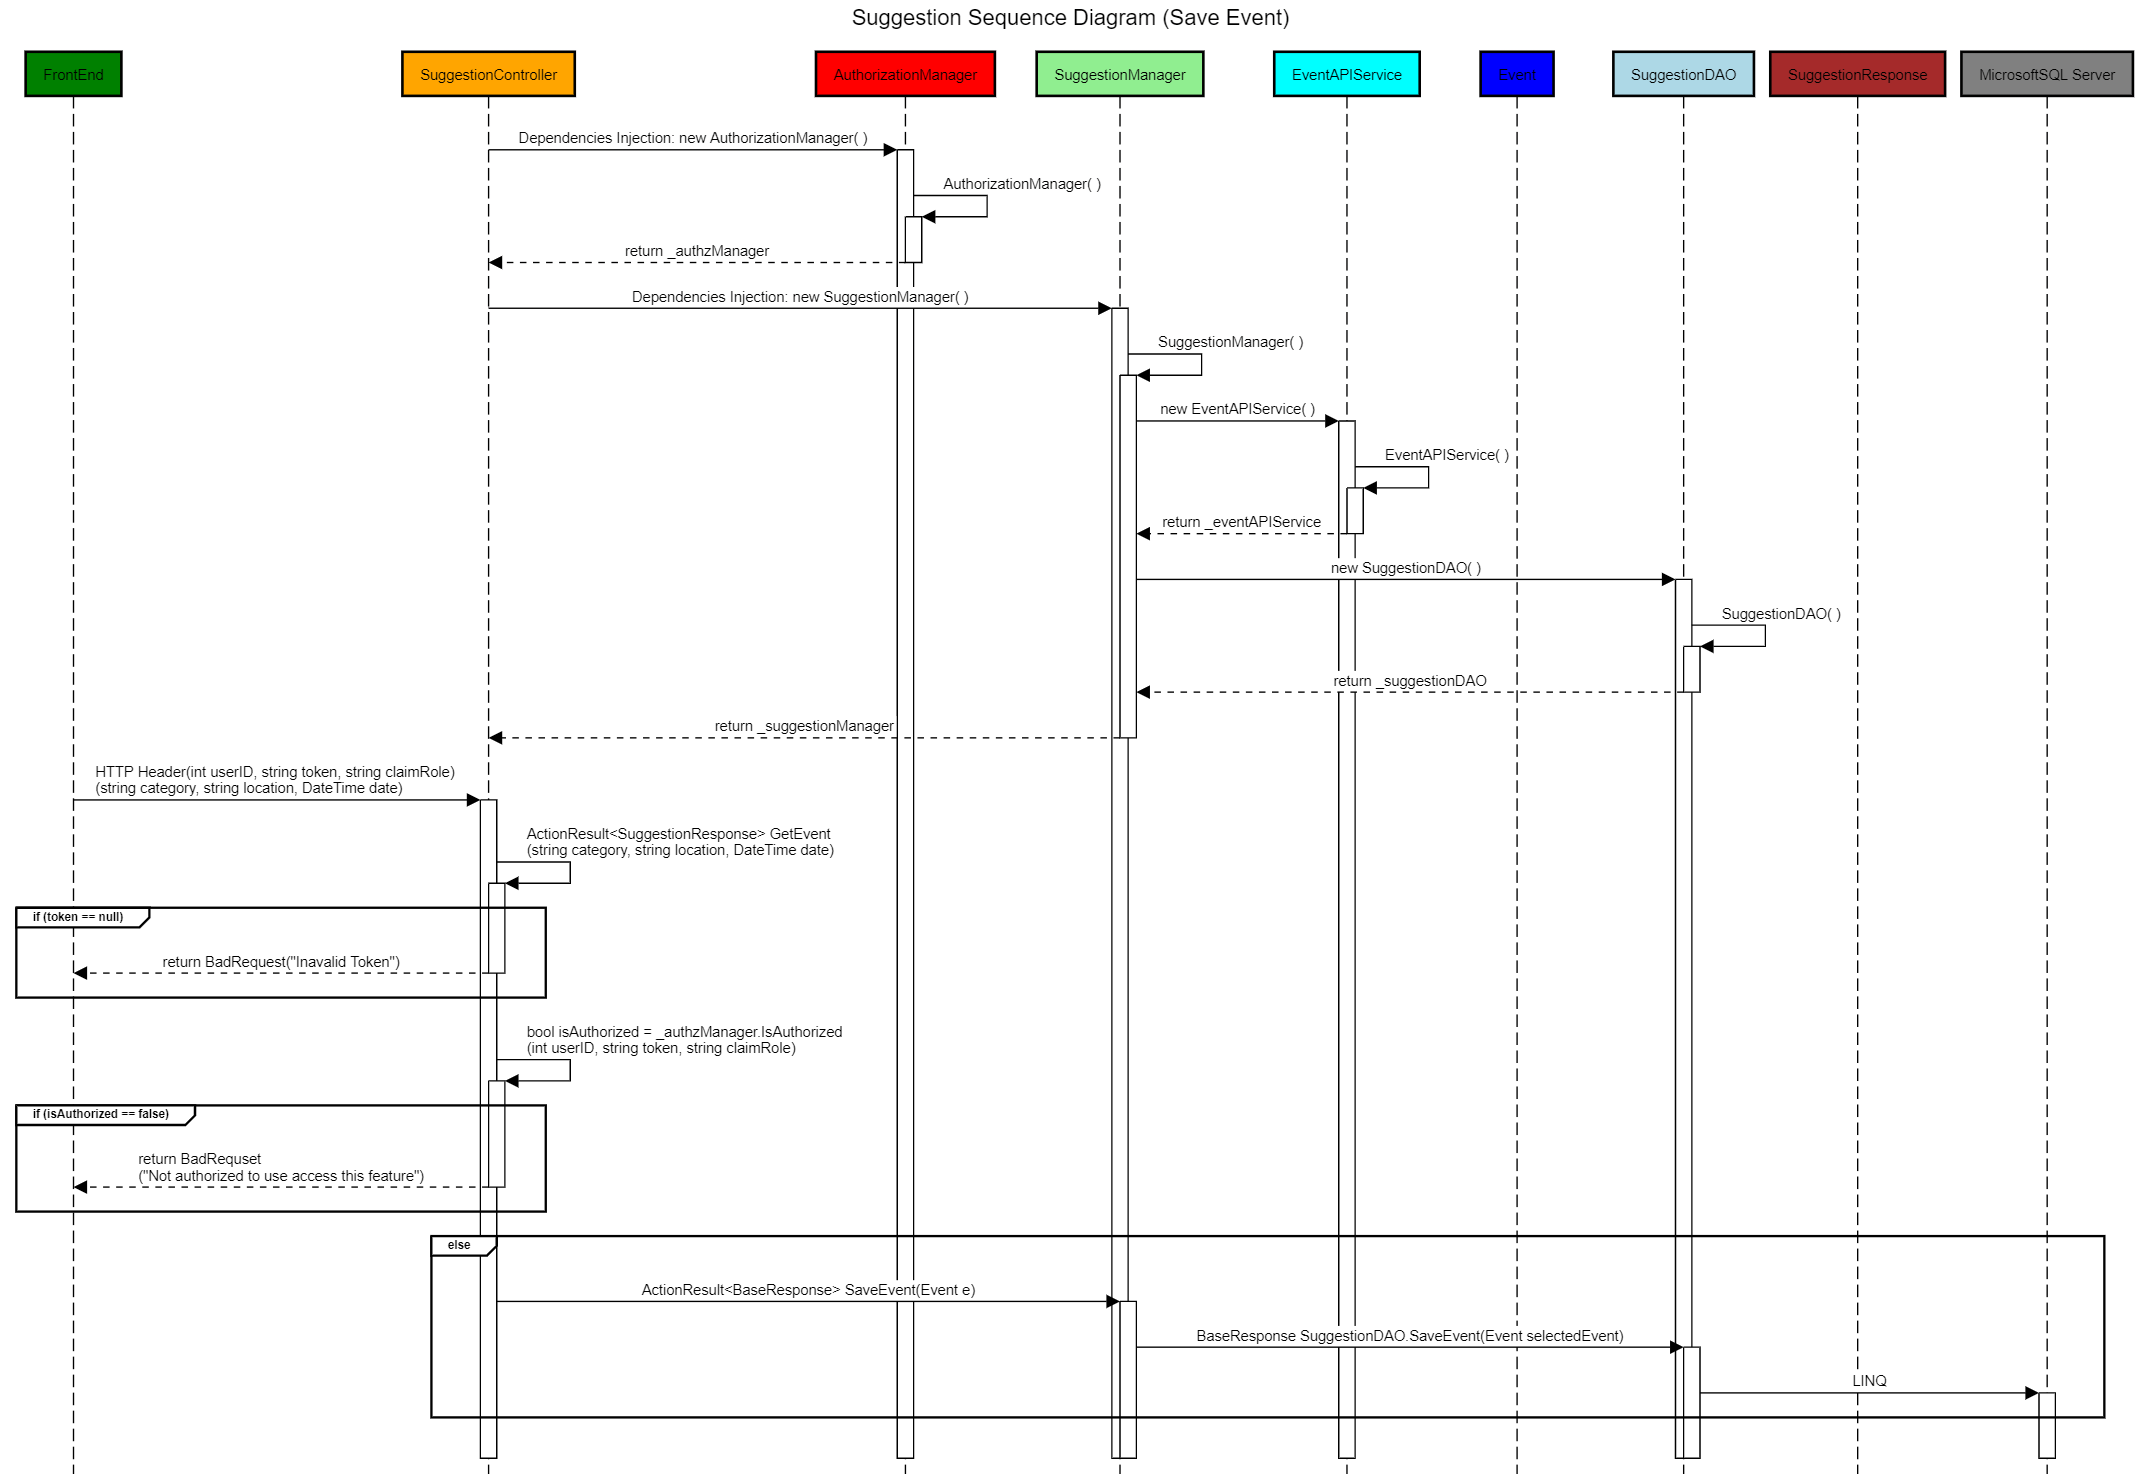 Suggestion Sequence Diagram (Save Event)
FrontEnd
SuggestionController
AuthorizationManager
SuggestionManager
EventAPIService
Event
SuggestionDAO
SuggestionResponse
MicrosoftSQL Server
Dependencies Injection: new AuthorizationManager( )
AuthorizationManager( )
return _authzManager
Dependencies Injection: new SuggestionManager( )
SuggestionManager( )
new EventAPIService( )
EventAPIService( )
return _eventAPIService
new SuggestionDAO( )
SuggestionDAO( )
return _suggestionDAO
return _suggestionManager
HTTP Header(int userID, string token, string claimRole)
(string category, string location, DateTime date)
ActionResult<SuggestionResponse> GetEvent
(string category, string location, DateTime date)
if (token == null)
return BadRequest("Inavalid Token")
bool isAuthorized = _authzManager.IsAuthorized
(int userID, string token, string claimRole)
if (isAuthorized == false)
return BadRequset
("Not authorized to use access this feature")
else
ActionResult<BaseResponse> SaveEvent(Event e)
BaseResponse SuggestionDAO.SaveEvent(Event selectedEvent)
LINQ